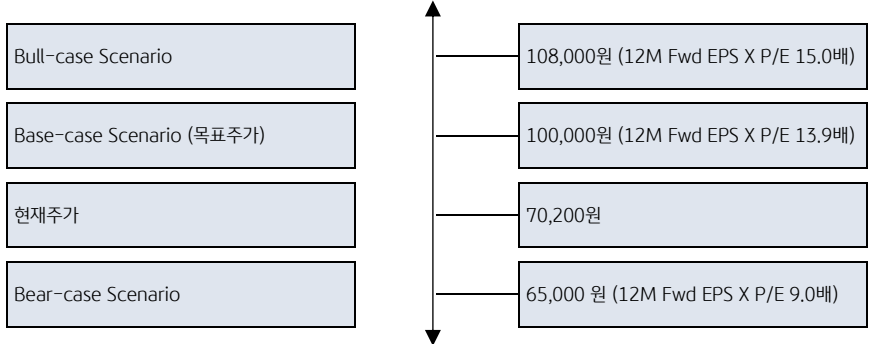 Bull-case Scenario
108,000원 (12M Fwd EPS X P/E 15.0배)
Base-case Scenario (목표주가)
100,000원 (12M Fwd EPS X P/E 13.9배)
현재주가
70,200원
Bear-case Scenario
65,000 원 (12M Fwd EPS X P/E 9.0배)